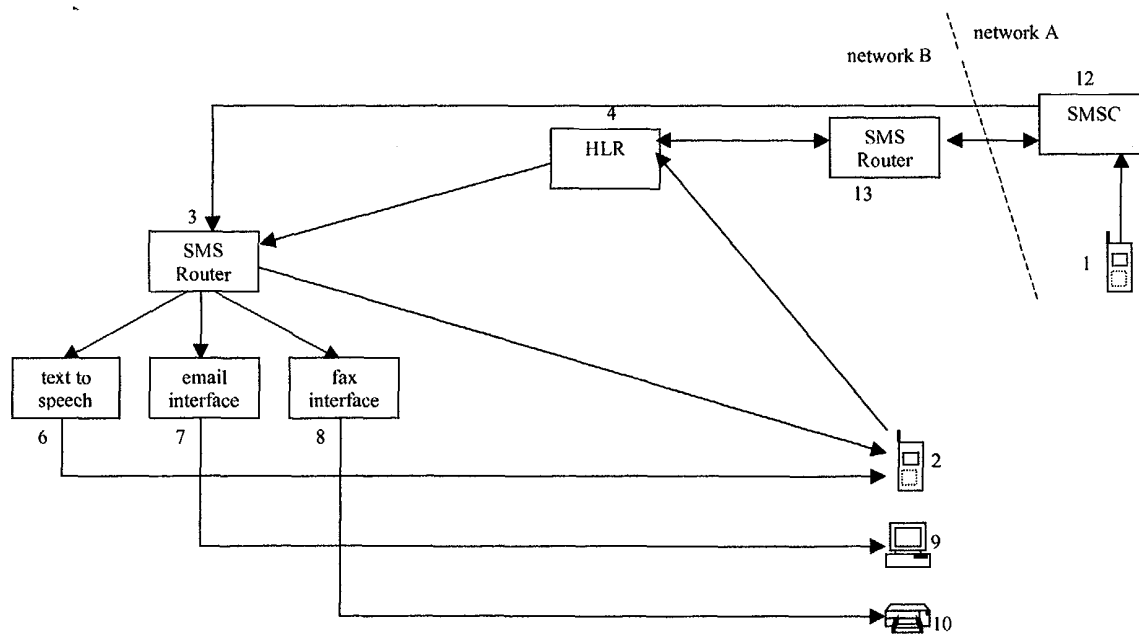 network A
network B
12
SMSC
4
HLR
SMS
Router
13
3
SMS
Router
1
text to
speech
email
interface
fax
interface
6
7
8
2
9
10